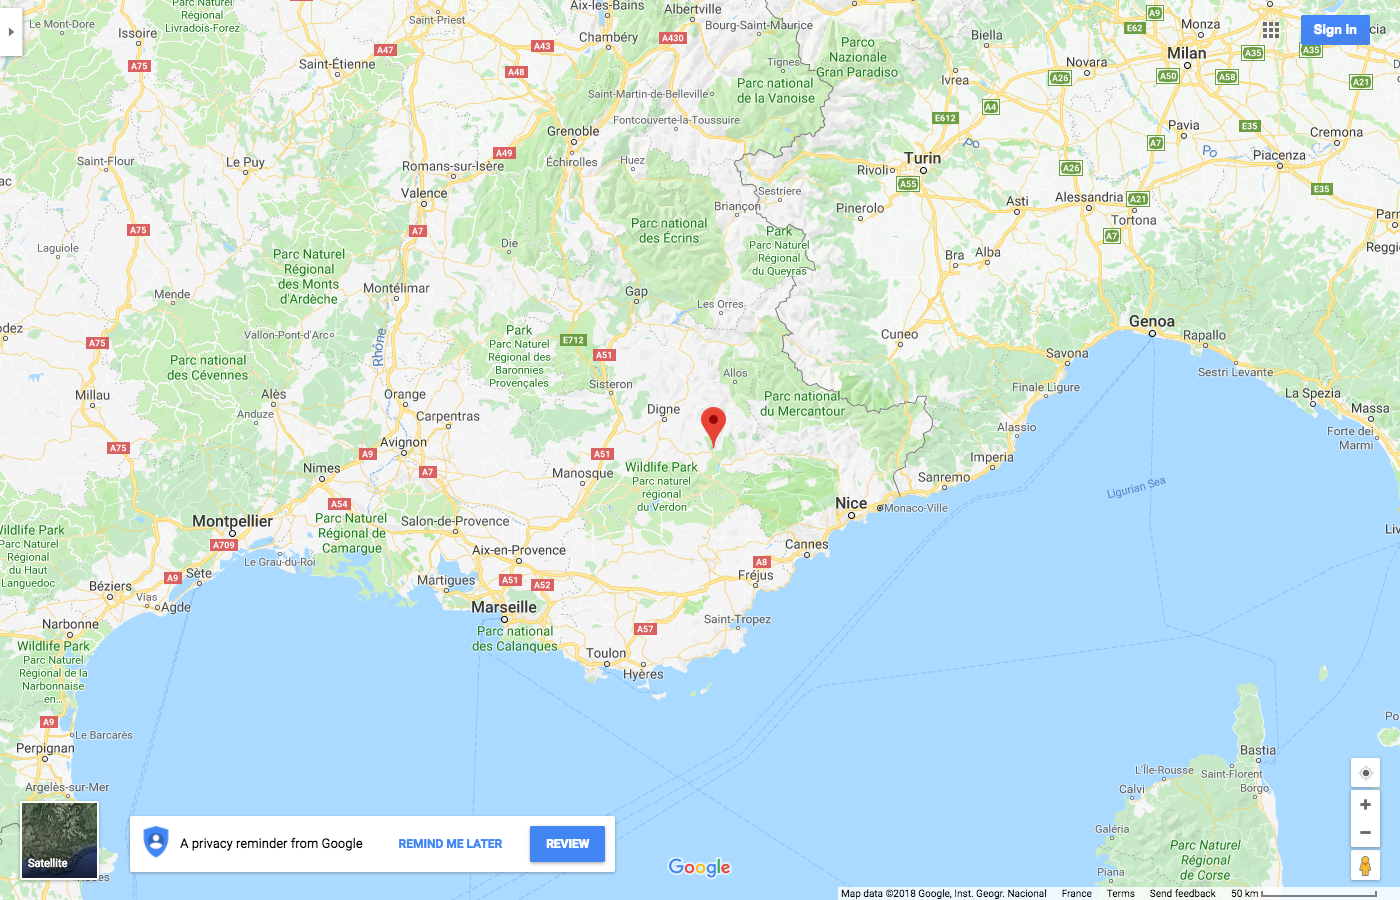 Parc Naturel
Régional
Livradois-Forez
Le Mont-Dore
Issoire
Saint-Priest
Aix-les-Bains
Albertville
Bourg-Saint-Maurice
Chambéry
A430
A43
A47
A75
A48
Saint-Étienne
Tignes
Parco
Nazionale
Gran Paradiso
Biella
A9
E62
Monza
Sign in
Milan
A35
A35
Novara
Ivrea
A26
A50
A58
A21
Saint-Martin-de-Belleville
Parc national
de la Vanoise
Fontcouverte-la-Toussuire
A4
E612
Pavia
E35
Cremona
Grenoble
Échirolles
Huez
A49
Romans-sur-Isère
Saint-Flour
Le Puy
Valence
Turin
Rivoli
Po
A7
Po
Piacenza
A26
A55
Sestriere
E35
Briançon
Pinerolo
Asti
Alessandria
A21
Tortona
A7
Parc national
des Écrins
Park
Parc Naturel
Régional
du Queyras
A75
A7
Laguiole
Die
Bra
Alba
Parc Naturel
Régional
des Monts
d'Ardèche
Mende
Montélimar
Gap
Les Orres
Genoa
Rapallo
Cuneo
Savona
Sestri Levante
Vallon-Pont-d'Arc
Rhône
Park
Parc Naturel
Régional des
Baronnies
Provençales
E712
A51
A75
Parc national
des Cévennes
Sisteron
Allos
Finale Ligure
La Spezia
Massa
Forte dei
Marmi
Millau
Alès
Anduze
Orange
Carpentras
Digne
Parc national
du Mercantour
Alassio
A75
Avignon
A9
A7
A51
Manosque
Imperia
Sanremo
Nimes
Wildlife Park
Parc naturel
régional
du Verdon
Ligurian Sea
A54
Montpellier
Parc Naturel
Régional de
Camargue
Salon-de-Provence
Nice
Monaco-Ville
Wildlife Park
Parc Naturel
Régional
du Haut
Languedoc
A709
Le Grau-du-Roi
Aix-en-Provence
Cannes
A8
Fréjus
A9
Sète
Béziers
Vias
Agde
Martigues
A51
A52
Marseille
Parc national
des Calanques
A57
Saint-Tropez
Narbonne
Wildlife Park
Parc Naturel
Régional de la
Narbonnaise
en...
Toulon
Hyères
A9
Le Barcarès
Perpignan
Argelès-sur-Mer
Bastia
L'Île-Rousse
Saint-Florent
Calvi
Borgo
Galéria
Parc Naturel
Régional
de Corse
Piana
Satellite
A privacy reminder from Google
REMIND ME LATER
REVIEW
Google
Map data ©2018 Google, Inst. Geogr. Nacional
France
Terms
Send feedback
50 km